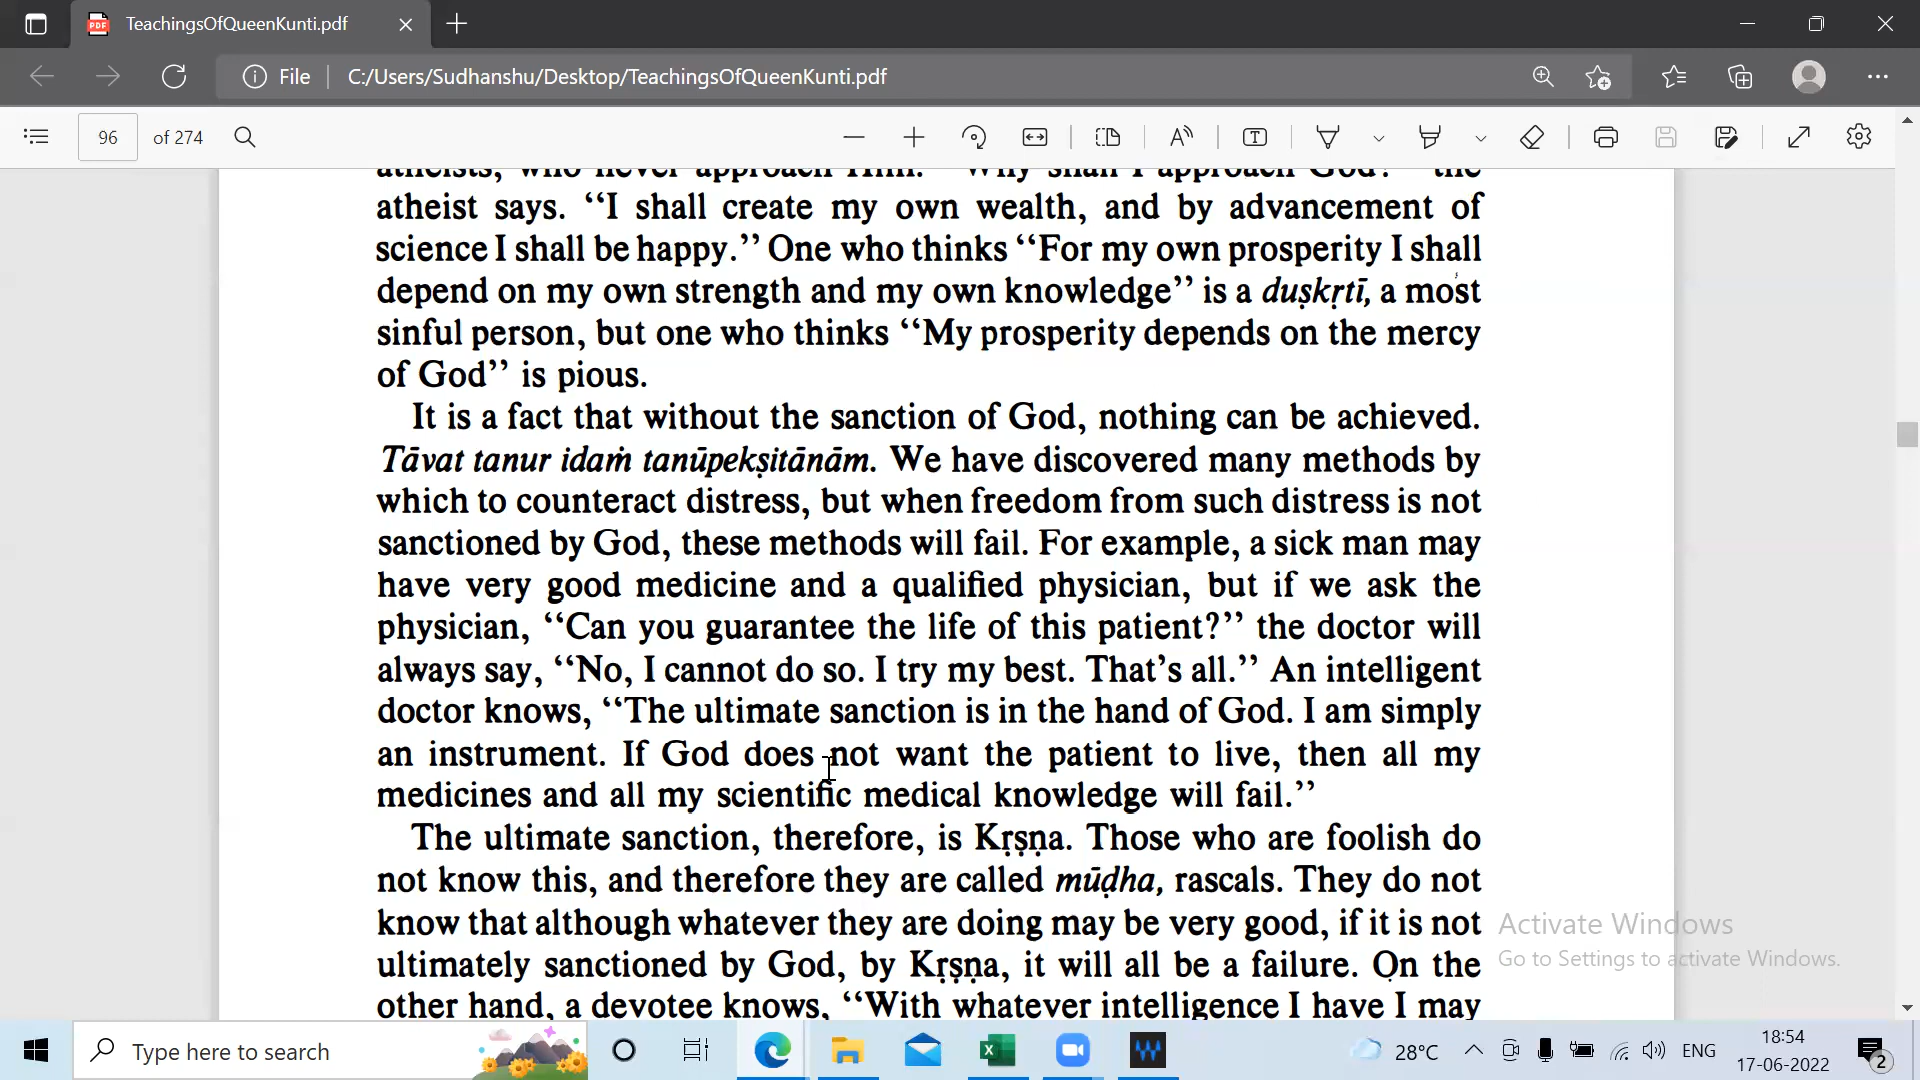 TeachingsOfQueenKunti.pdf
File
C:/Users/Sudhanshu/Desktop/TeachingsOfQueenKunti.pdf
96 of 274
atheists, who never approach Him. “Why shall I approach God?” the
atheist says. “I shall create my own wealth, and by advancement of
science I shall be happy.” One who thinks “For my own prosperity I shall
depend on my own strength and my own knowledge” is a duṣkṛtī, a most
sinful person, but one who thinks “My prosperity depends on the mercy
of God” is pious.
It is a fact that without the sanction of God, nothing can be achieved.
Tāvat tanur idaṁ tanūpekṣitānām. We have discovered many methods by
which to counteract distress, but when freedom from such distress is not
sanctioned by God, these methods will fail. For example, a sick man may
have very good medicine and a qualified physician, but if we ask the
physician, “Can you guarantee the life of this patient?” the doctor will
always say, “No, I cannot do so. I try my best. That’s all.” An intelligent
doctor knows, “The ultimate sanction is in the hand of God. I am simply
an instrument. If God does not want the patient to live, then all my
medicines and all my scientific medical knowledge will fail.”
The ultimate sanction, therefore, is Kṛṣṇa. Those who are foolish do
not know this, and therefore they are called mūḍha, rascals. They do not
know that although whatever they are doing may be very good, if it is not
ultimately sanctioned by God, by Kṛṣṇa, it will all be a failure. On the
other hand, a devotee knows, “With whatever intelligence I have I may
Activate Windows
Go to Settings to activate Windows.
Type here to search
28°C
ENG
18:54
17-06-2022
2